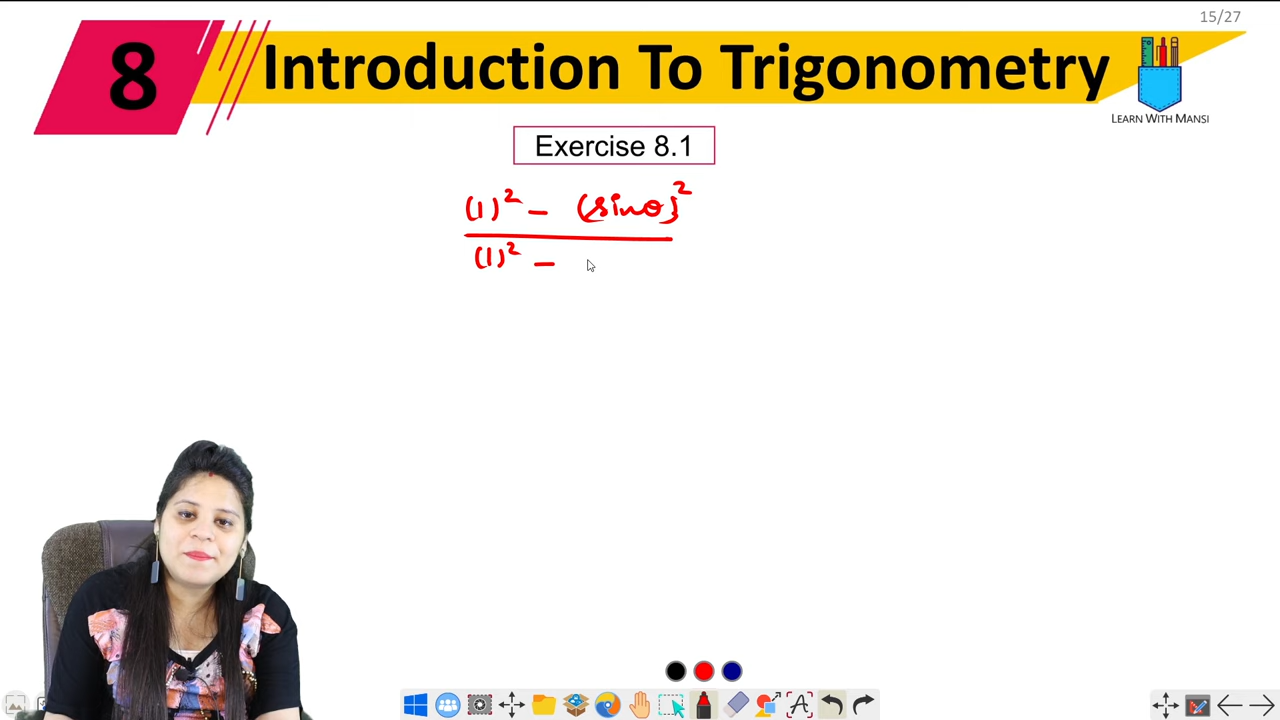 15/27
8 Introduction To Trigonometry
LEARN WITH MANSI
Exercise 8.1
(1)² – (sinθ)²
(1)² –